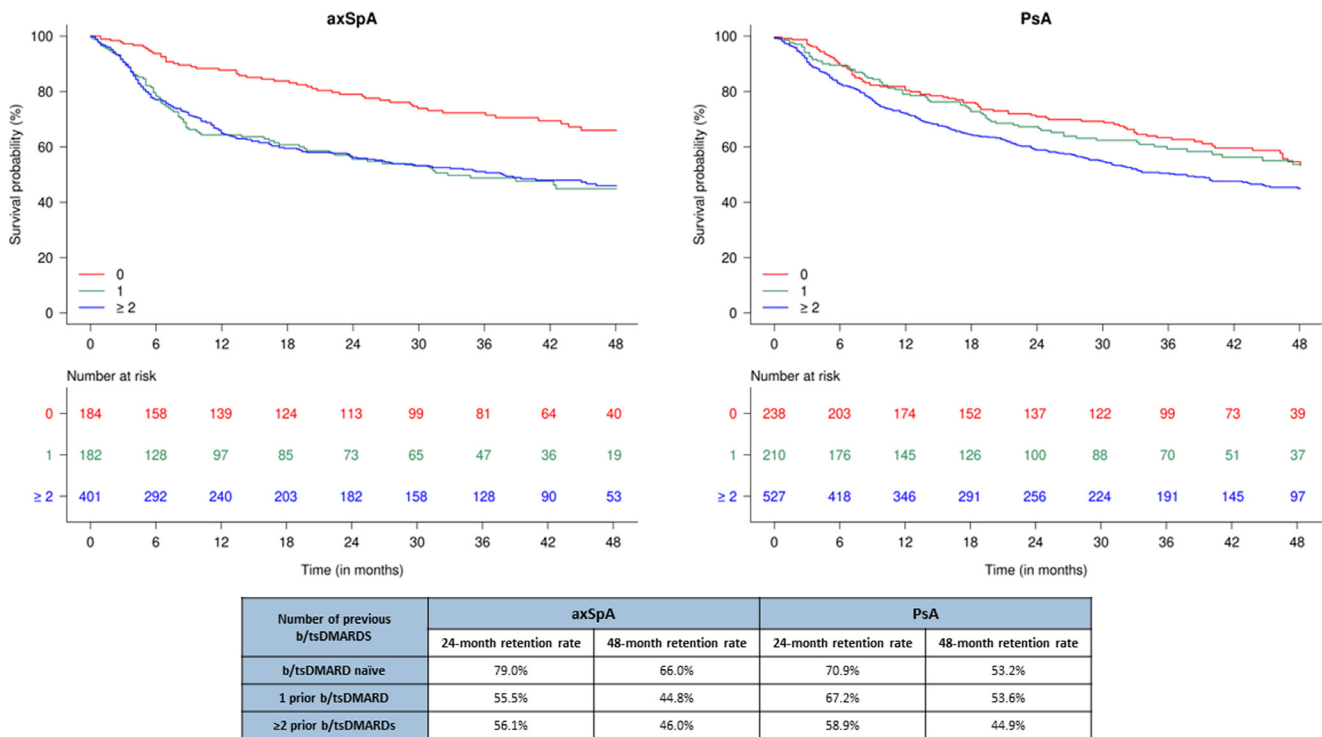 axSpA
Survival probability (%)
100
80
60
40
20
0
0
1
≥ 2
0 6 12 18 24 30 36 42 48
Number at risk
0 184 158 139 124 113 99 81 64 40
1 182 128 97 85 73 65 47 36 19
≥ 2 401 292 240 203 182 158 128 90 53
0 6 12 18 24 30 36 42 48
Time (in months)
PsA
Survival probability (%)
100
80
60
40
20
0
0
1
≥ 2
0 6 12 18 24 30 36 42 48
Number at risk
0 238 203 174 152 137 122 99 73 39
1 210 176 145 126 100 88 70 51 37
≥ 2 527 418 346 291 256 224 191 145 97
0 6 12 18 24 30 36 42 48
Time (in months)
Number of previous
b/tsDMARDS
axSpA PsA
24-month retention rate 48-month retention rate 24-month retention rate 48-month retention rate
b/tsDMARD naïve 79.0% 66.0% 70.9% 53.2%
1 prior b/tsDMARD 55.5% 44.8% 67.2% 53.6%
≥2 prior b/tsDMARDs 56.1% 46.0% 58.9% 44.9%